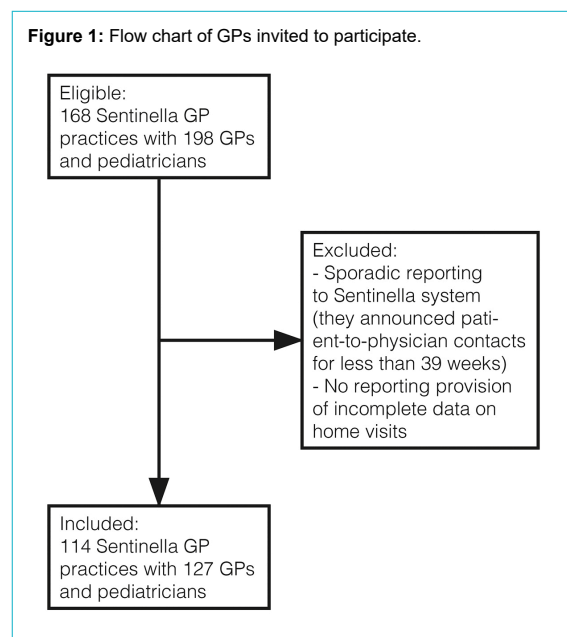 Figure 1: Flow chart of GPs invited to participate.
Eligible:
168 Sentinella GP
practices with 198 GPs
and pediatricians
Excluded:
- Sporadic reporting
to Sentinella system
(they announced pati-
ent-to-physician contacts
for less than 39 weeks)
- No reporting provision
of incomplete data on
home visits
Included:
114 Sentinella GP
practices with 127 GPs
and pediatricians